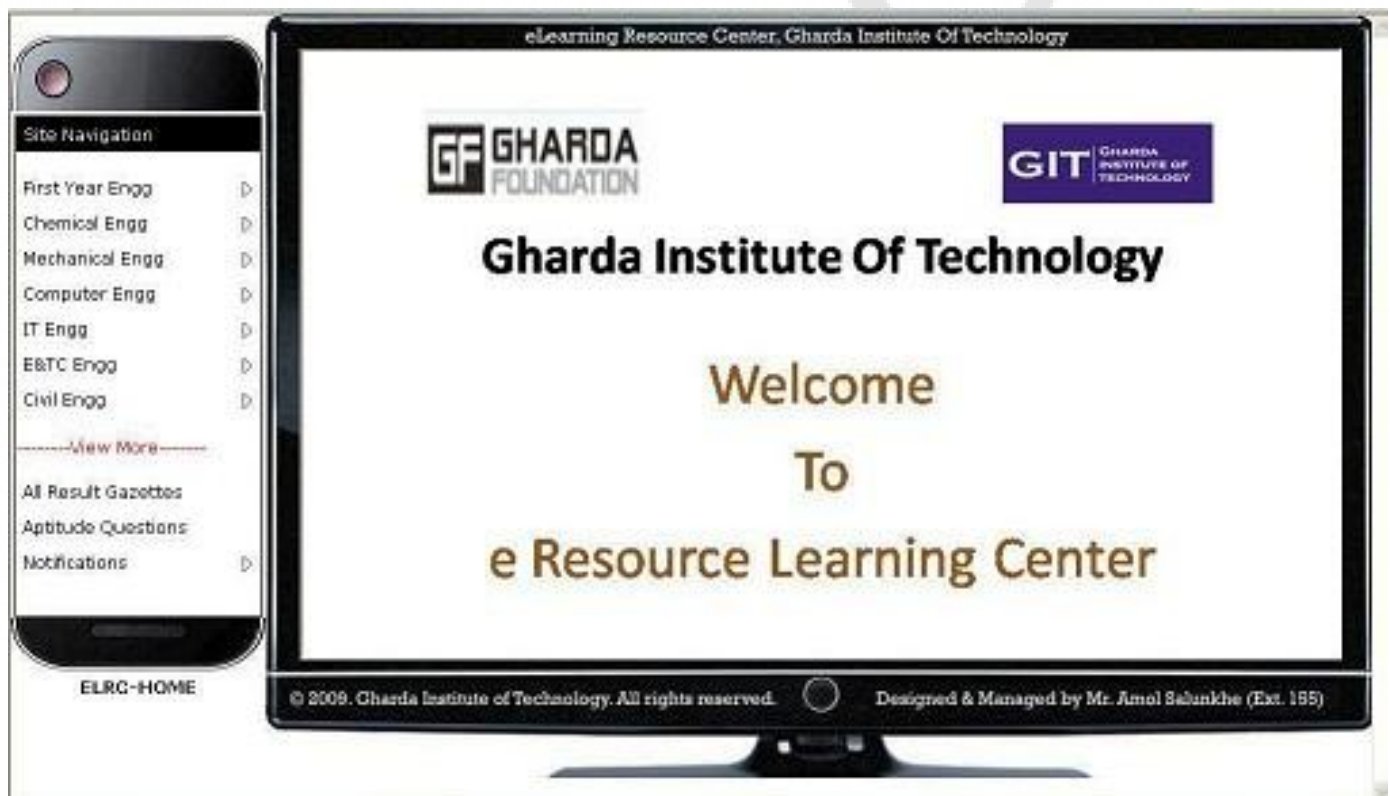 eLearning Resource Center, Gharda Institute Of Technology
Site Navigation
First Year Engg
Chemical Engg
Mechanical Engg
Computer Engg
IT Engg
E&TC Engg
Civil Engg
---------View More---------
All Result Gazettes
Aptitude Questions
Notifications
ELRC-HOME
GF GHARDA
FOUNDATION
GIT GHARDA
INSTITUTE OF
TECHNOLOGY
Gharda Institute Of Technology
Welcome
To
e Resource Learning Center
© 2009. Gharda Institute of Technology. All rights reserved.
Designed & Managed by Mr. Amol Salunkhe (Ext. 155)